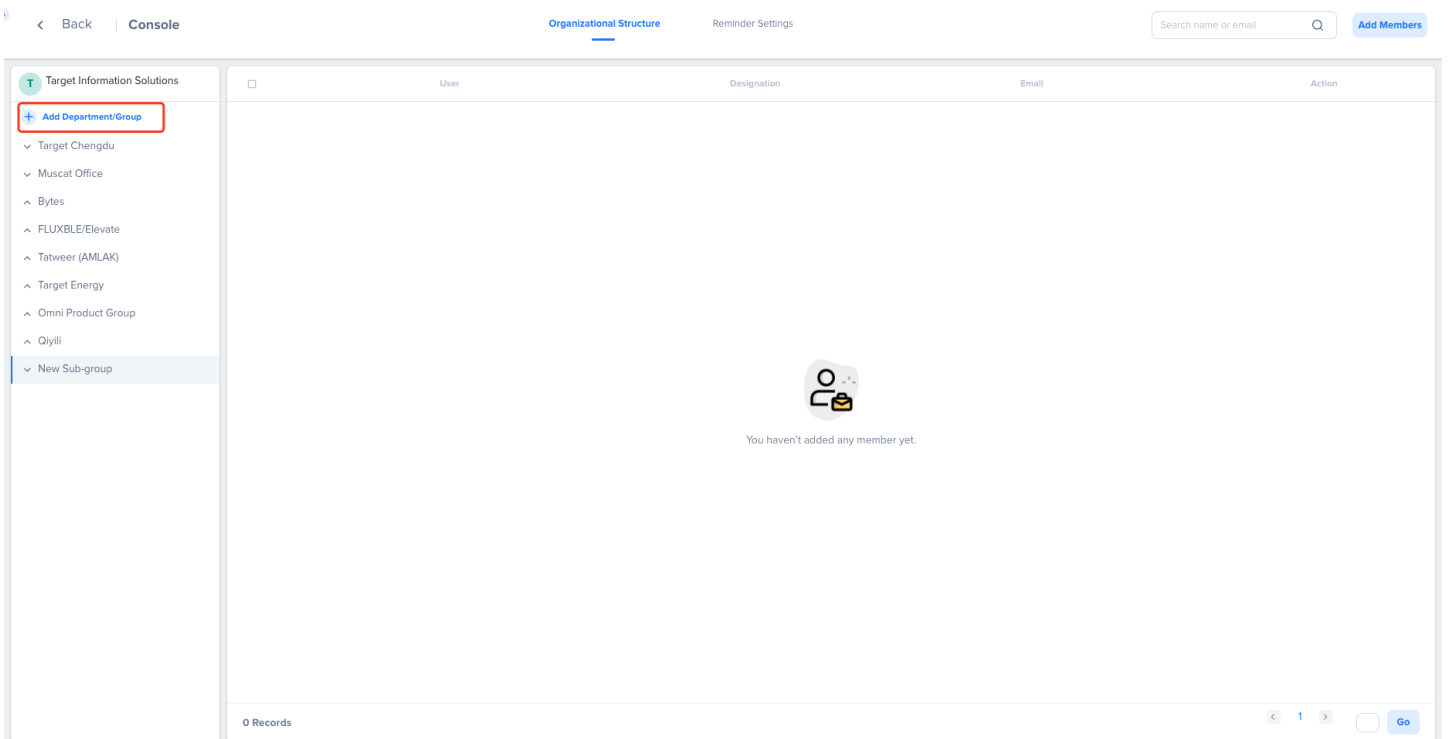 Back
Console
Organizational Structure
Reminder Settings
Search name or email
Add Members
T
Target Information Solutions
Add Department/Group
Target Chengdu
Muscat Office
Bytes
FLUXBLE/Elevate
Tatweer (AMLAK)
Target Energy
Omni Product Group
Qiyili
New Sub-group
User
Designation
Email
Action
You haven't added any member yet.
0 Records
1
Go